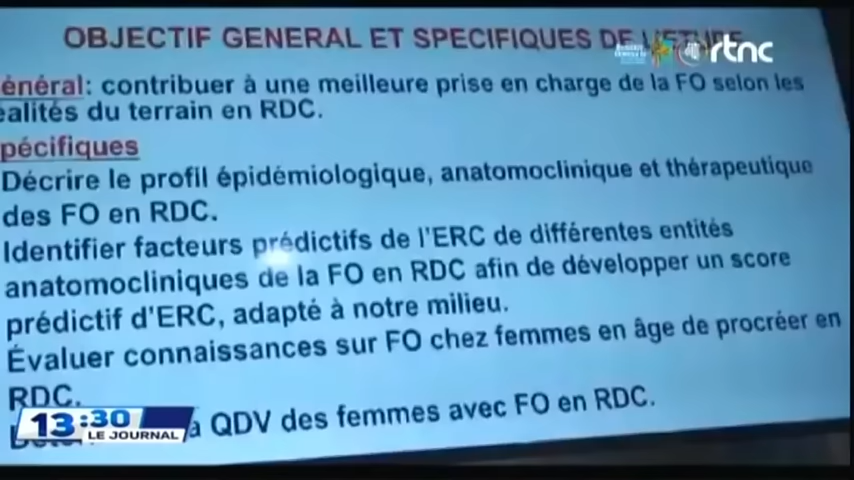 OBJECTIF GENERAL ET SPECIFIQUES DE L'ETUDE
rtnc
énéral: contribuer à une meilleure prise en charge de la FO selon les
éalités du terrain en RDC.
pécifiques
Décrire le profil épidémiologique, anatomoclinique et thérapeutique
des FO en RDC.
Identifier facteurs prédictifs de l'ERC de différentes entités
anatomocliniques de la FO en RDC afin de développer un score
prédictif d'ERC, adapté à notre milieu.
Évaluer connaissances sur FO chez femmes en âge de procréer en
RDC.
a QDV des femmes avec FO en RDC.
13:30
LE JOURNAL